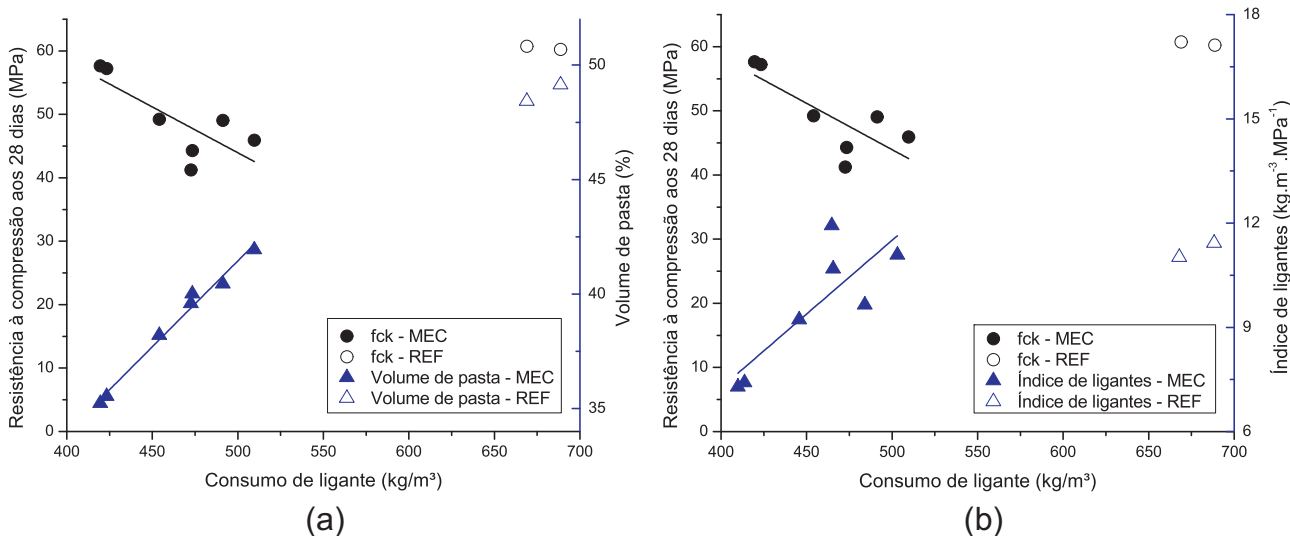 Resistência à compressão aos 28 dias (MPa)
60
50
40
30
20
10
0
400
450
500
550
600
650
700
Consumo de ligante (kg/m³)
50
45
40
35
Volume de pasta (%)
fck - MEC
fck - REF
Volume de pasta - MEC
Volume de pasta - REF
(a)
Resistência à compressão aos 28 dias (MPa)
60
50
40
30
20
10
0
400
450
500
550
600
650
700
Consumo de ligante (kg/m³)
18
15
12
9
6
Índice de ligantes (kg.m⁻³.MPa⁻¹)
fck - MEC
fck - REF
Índice de ligantes - MEC
Índice de ligantes - REF
(b)